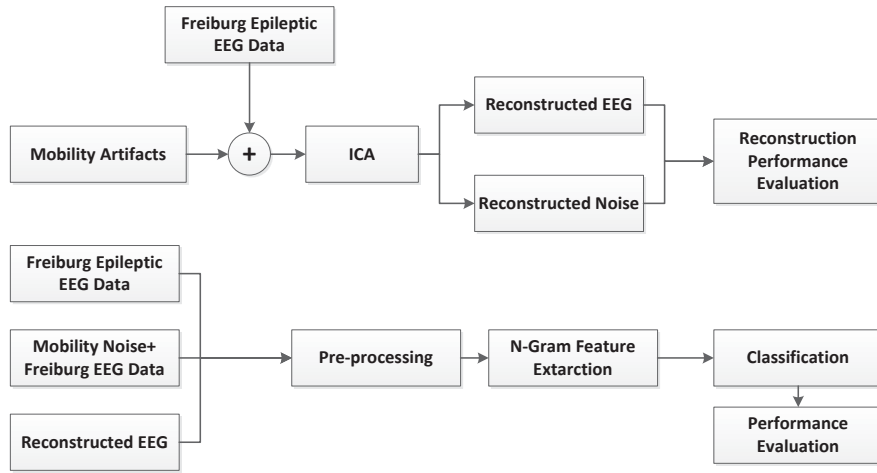 Freiburg Epileptic
EEG Data
Mobility Artifacts
+
ICA
Reconstructed EEG
Reconstructed Noise
Reconstruction
Performance
Evaluation
Freiburg Epileptic
EEG Data
Mobility Noise+
Freiburg EEG Data
Reconstructed EEG
Pre-processing
N-Gram Feature
Extarction
Classification
Performance
Evaluation